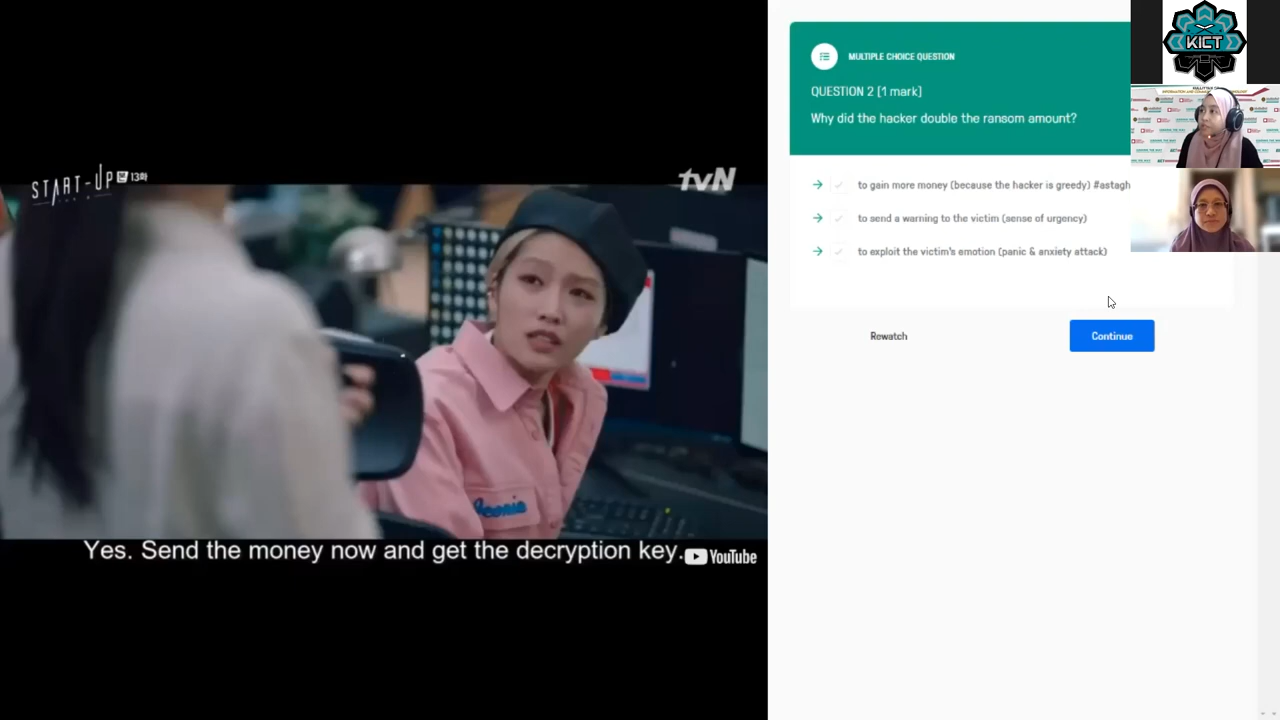 START-UP 13화
tvN
Yes. Send the money now and get the decryption key.
YouTube
MULTIPLE CHOICE QUESTION
QUESTION 2 [1 mark]
Why did the hacker double the ransom amount?
to gain more money (because the hacker is greedy) #astagh
to send a warning to the victim (sense of urgency)
to exploit the victim's emotion (panic & anxiety attack)
Rewatch
Continue
KICT